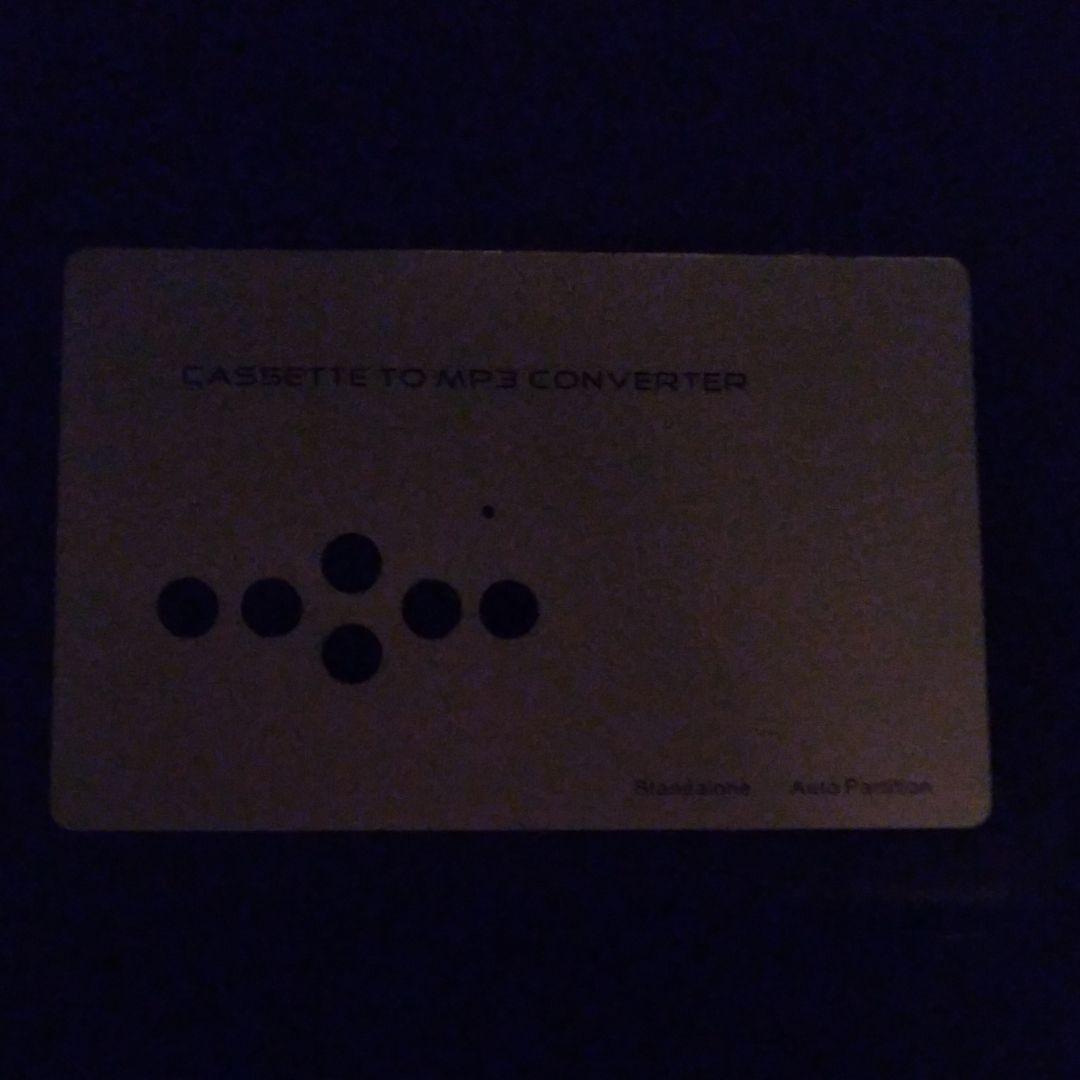 CASSETTE TO MP3 CONVERTER
Standalone Auto Partition